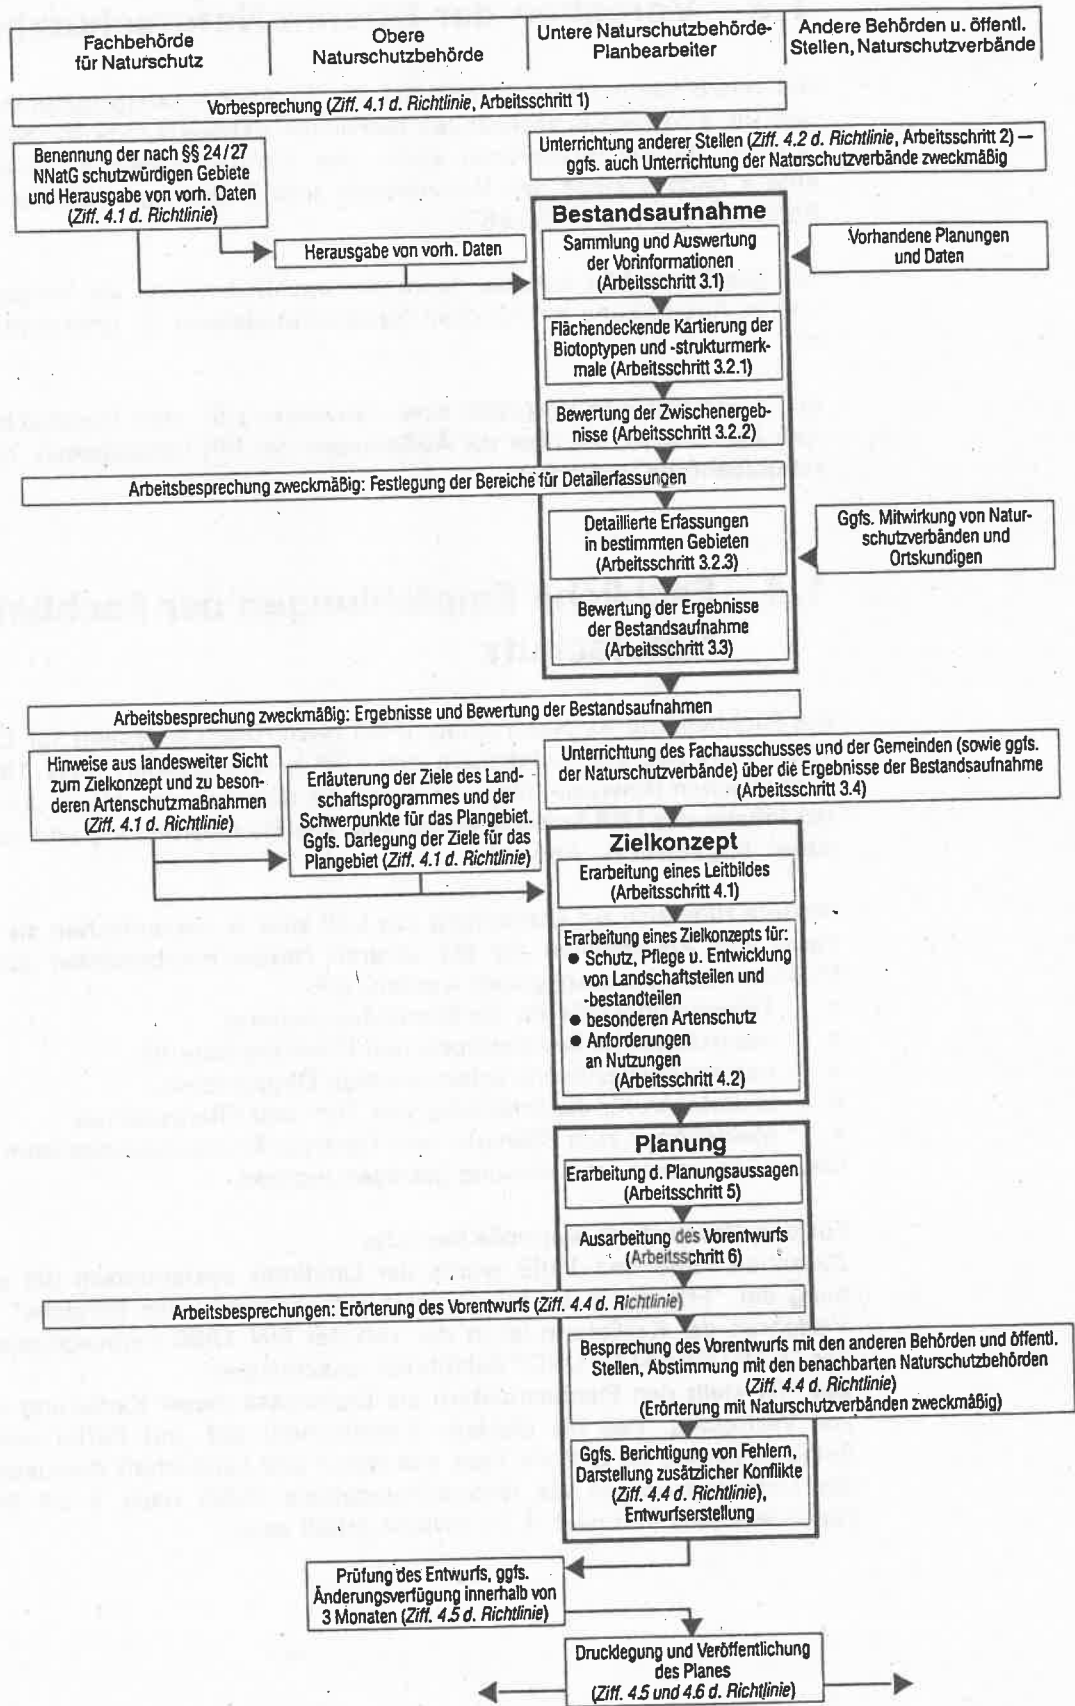 Fachbehörde
für Naturschutz
Obere
Naturschutzbehörde
Untere Naturschutzbehörde-
Planbearbeiter
Andere Behörden u. öffentl.
Stellen, Naturschutzverbände
Vorbesprechung (Ziff. 4.1 d. Richtlinie, Arbeitsschritt 1)
Unterrichtung anderer Stellen (Ziff. 4.2 d. Richtlinie, Arbeitsschritt 2) —
ggfs. auch Unterrichtung der Naturschutzverbände zweckmäßig
Benennung der nach §§ 24/27
NNatG schutzwürdigen Gebiete
und Herausgabe von vorh. Daten
(Ziff. 4.1 d. Richtlinie)
Herausgabe von vorh. Daten
Bestandsaufnahme
Sammlung und Auswertung
der Vorinformationen
(Arbeitsschritt 3.1)
Vorhandene Planungen
und Daten
Flächendeckende Kartierung der
Biotoptypen und -strukturmerk-
male (Arbeitsschritt 3.2.1)
Bewertung der Zwischenergeb-
nisse (Arbeitsschritt 3.2.2)
Arbeitsbesprechung zweckmäßig: Festlegung der Bereiche für Detailerfassungen
Detaillierte Erfassungen
in bestimmten Gebieten
(Arbeitsschritt 3.2.3)
Ggfs. Mitwirkung von Natur-
schutzverbänden und
Ortskundigen
Bewertung der Ergebnisse
der Bestandsaufnahme
(Arbeitsschritt 3.3)
Arbeitsbesprechung zweckmäßig: Ergebnisse und Bewertung der Bestandsaufnahmen
Hinweise aus landesweiter Sicht
zum Zielkonzept und zu beson-
deren Artenschutzmaßnahmen
(Ziff. 4.1 d. Richtlinie)
Erläuterung der Ziele des Land-
schaftsprogrammes und der
Schwerpunkte für das Plangebiet.
Ggfs. Darlegung der Ziele für das
Plangebiet (Ziff. 4.1 d. Richtlinie)
Unterrichtung des Fachausschusses und der Gemeinden (sowie ggfs.
der Naturschutzverbände) über die Ergebnisse der Bestandsaufnahme
(Arbeitsschritt 3.4)
Zielkonzept
Erarbeitung eines Leitbildes
(Arbeitsschritt 4.1)
Erarbeitung eines Zielkonzepts für:
● Schutz, Pflege u. Entwicklung
von Landschaftsteilen und
-bestandteilen
● besonderen Artenschutz
● Anforderungen
an Nutzungen
(Arbeitsschritt 4.2)
Planung
Erarbeitung d. Planungsaussagen
(Arbeitsschritt 5)
Ausarbeitung des Vorentwurfs
(Arbeitsschritt 6)
Arbeitsbesprechungen: Erörterung des Vorentwurfs (Ziff. 4.4 d. Richtlinie)
Besprechung des Vorentwurfs mit den anderen Behörden und öffentl.
Stellen, Abstimmung mit den benachbarten Naturschutzbehörden
(Ziff. 4.4 d. Richtlinie)
(Erörterung mit Naturschutzverbänden zweckmäßig)
Ggfs. Berichtigung von Fehlern,
Darstellung zusätzlicher Konflikte
(Ziff. 4.4 d. Richtlinie),
Entwurfserstellung
Prüfung des Entwurfs, ggfs.
Änderungsverfügung innerhalb von
3 Monaten (Ziff. 4.5 d. Richtlinie)
Drucklegung und Veröffentlichung
des Planes
(Ziff. 4.5 und 4.6 d. Richtlinie)